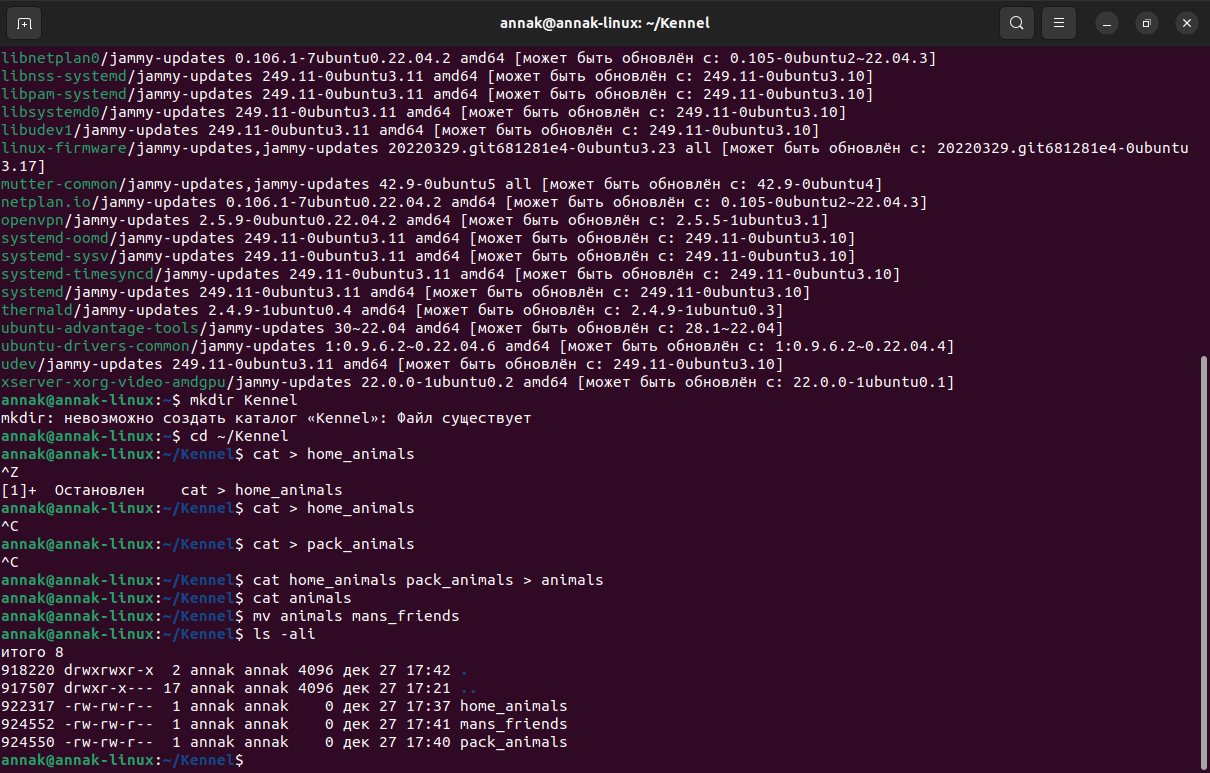 annak@annak-linux: ~/Kennel
libnetplan0/jammy-updates 0.106.1-7ubuntu0.22.04.2 amd64 [может быть обновлён с: 0.105-0ubuntu2~22.04.3]
libnss-systemd/jammy-updates 249.11-0ubuntu3.11 amd64 [может быть обновлён с: 249.11-0ubuntu3.10]
libpam-systemd/jammy-updates 249.11-0ubuntu3.11 amd64 [может быть обновлён с: 249.11-0ubuntu3.10]
libsystemd0/jammy-updates 249.11-0ubuntu3.11 amd64 [может быть обновлён с: 249.11-0ubuntu3.10]
libudev1/jammy-updates 249.11-0ubuntu3.11 amd64 [может быть обновлён с: 249.11-0ubuntu3.10]
linux-firmware/jammy-updates,jammy-updates 20220329.git681281e4-0ubuntu3.23 all [может быть обновлён с: 20220329.git681281e4-0ubuntu
3.17]
mutter-common/jammy-updates,jammy-updates 42.9-0ubuntu5 all [может быть обновлён с: 42.9-0ubuntu4]
netplan.io/jammy-updates 0.106.1-7ubuntu0.22.04.2 amd64 [может быть обновлён с: 0.105-0ubuntu2~22.04.3]
openvpn/jammy-updates 2.5.9-0ubuntu0.22.04.2 amd64 [может быть обновлён с: 2.5.5-1ubuntu3.1]
systemd-oomd/jammy-updates 249.11-0ubuntu3.11 amd64 [может быть обновлён с: 249.11-0ubuntu3.10]
systemd-sysv/jammy-updates 249.11-0ubuntu3.11 amd64 [может быть обновлён с: 249.11-0ubuntu3.10]
systemd-timesyncd/jammy-updates 249.11-0ubuntu3.11 amd64 [может быть обновлён с: 249.11-0ubuntu3.10]
systemd/jammy-updates 249.11-0ubuntu3.11 amd64 [может быть обновлён с: 249.11-0ubuntu3.10]
thermald/jammy-updates 2.4.9-1ubuntu0.4 amd64 [может быть обновлён с: 2.4.9-1ubuntu0.3]
ubuntu-advantage-tools/jammy-updates 30~22.04 amd64 [может быть обновлён с: 28.1~22.04]
ubuntu-drivers-common/jammy-updates 1:0.9.6.2~0.22.04.6 amd64 [может быть обновлён с: 1:0.9.6.2~0.22.04.4]
udev/jammy-updates 249.11-0ubuntu3.11 amd64 [может быть обновлён с: 249.11-0ubuntu3.10]
xserver-xorg-video-amdgpu/jammy-updates 22.0.0-1ubuntu0.2 amd64 [может быть обновлён с: 22.0.0-1ubuntu0.1]
annak@annak-linux:~$ mkdir Kennel
mkdir: невозможно создать каталог «Kennel»: Файл существует
annak@annak-linux:~$ cd ~/Kennel
annak@annak-linux:~/Kennel$ cat > home_animals
^Z
[1]+  Остановлен    cat > home_animals
annak@annak-linux:~/Kennel$ cat > home_animals
^C
annak@annak-linux:~/Kennel$ cat > pack_animals
^C
annak@annak-linux:~/Kennel$ cat home_animals pack_animals > animals
annak@annak-linux:~/Kennel$ cat animals
annak@annak-linux:~/Kennel$ mv animals mans_friends
annak@annak-linux:~/Kennel$ ls -ali
итого 8
918220 drwxrwxr-x  2 annak annak 4096 дек 27 17:42 .
917507 drwxr-x--- 17 annak annak 4096 дек 27 17:21 ..
922317 -rw-rw-r--  1 annak annak    0 дек 27 17:37 home_animals
924552 -rw-rw-r--  1 annak annak    0 дек 27 17:41 mans_friends
924550 -rw-rw-r--  1 annak annak    0 дек 27 17:40 pack_animals
annak@annak-linux:~/Kennel$